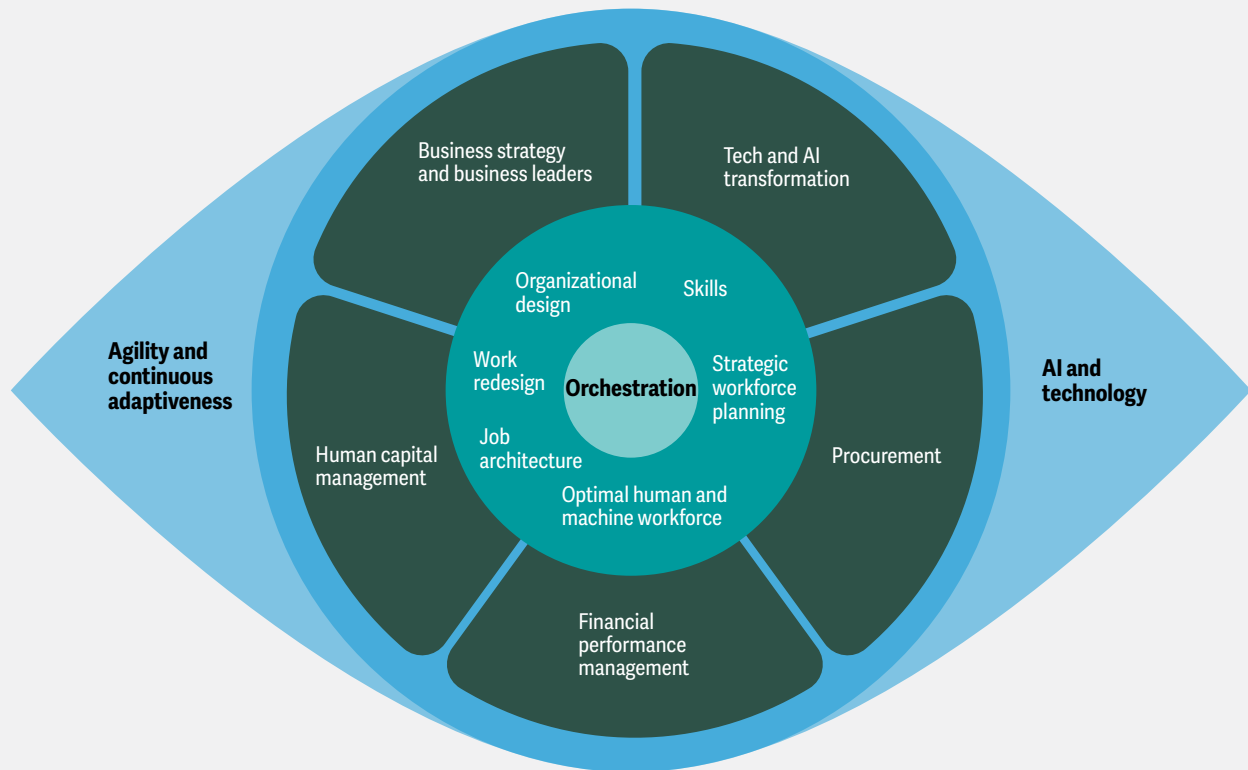 Business strategy
and business leaders
Tech and AI
transformation
Organizational
design
Skills
Agility and
continuous
adaptiveness
Work
redesign
Orchestration
Strategic
workforce
planning
AI and
technology
Job
architecture
Human capital
management
Procurement
Optimal human and
machine workforce
Financial
performance
management